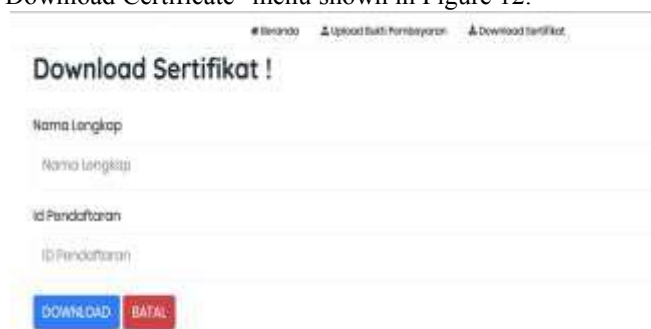 Download Certificate" menu shown in Figure 12.
Beranda Upload Bukti Pembayaran Download Sertifikat
Download Sertifikat !
Nama Lengkap
Nama Lengkap
Id Pendaftaran
ID Pendaftaran
DOWNLOAD BATAL